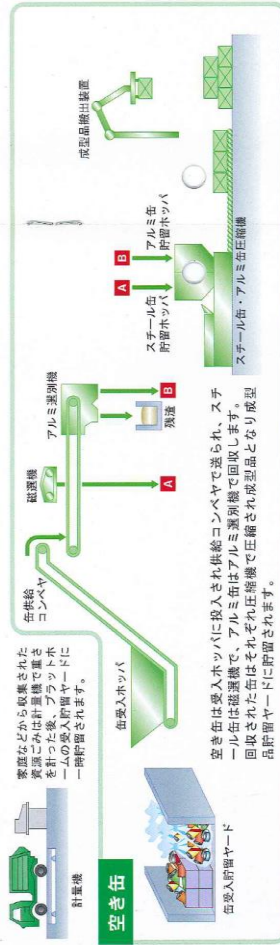 家庭などから収集された
資源ごみは計量機で重さ
を計った後、プラットホ
ームの受入貯留ヤードに
一時貯留されます。
計量機
空き缶
缶受入貯留ヤード
缶受入ホッパ
缶供給
コンベヤ
磁選機
アルミ選別機
A
残渣
B
空き缶は受入ホッパに投入され供給コンベヤで送られ、スチ
ール缶は磁選機で、アルミ缶はアルミ選別機で回収します。
回収された缶はそれぞれ圧縮機で圧縮され成型品となり成型
品貯留ヤードに貯留されます。
A
B
スチール缶
貯留ホッパ
アルミ缶
貯留ホッパ
スチール缶・アルミ缶圧縮機
成型品搬出装置